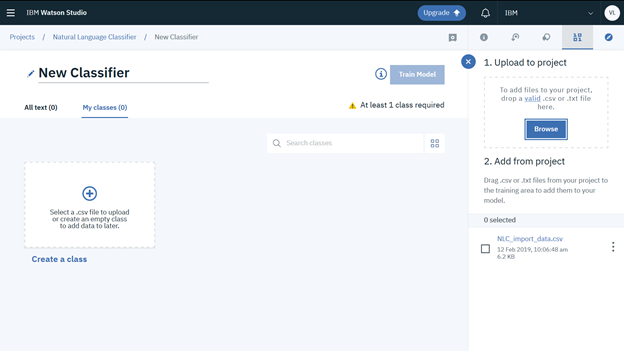 IBM Watson Studio
Upgrade
IBM
VL
Projects / Natural Language Classifier / New Classifier
New Classifier
Train Model
All text (0)
My classes (0)
At least 1 class required
Search classes
Select a .csv file to upload
or create an empty class
to add data to later.
Create a class
1. Upload to project
To add files to your project,
drop a valid .csv or .txt file
here.
Browse
2. Add from project
Drag .csv or .txt files from your project to
the training area to add them to your
model.
0 selected
NLC_import_data.csv
12 Feb 2019, 10:06:48 am
6.2 KB